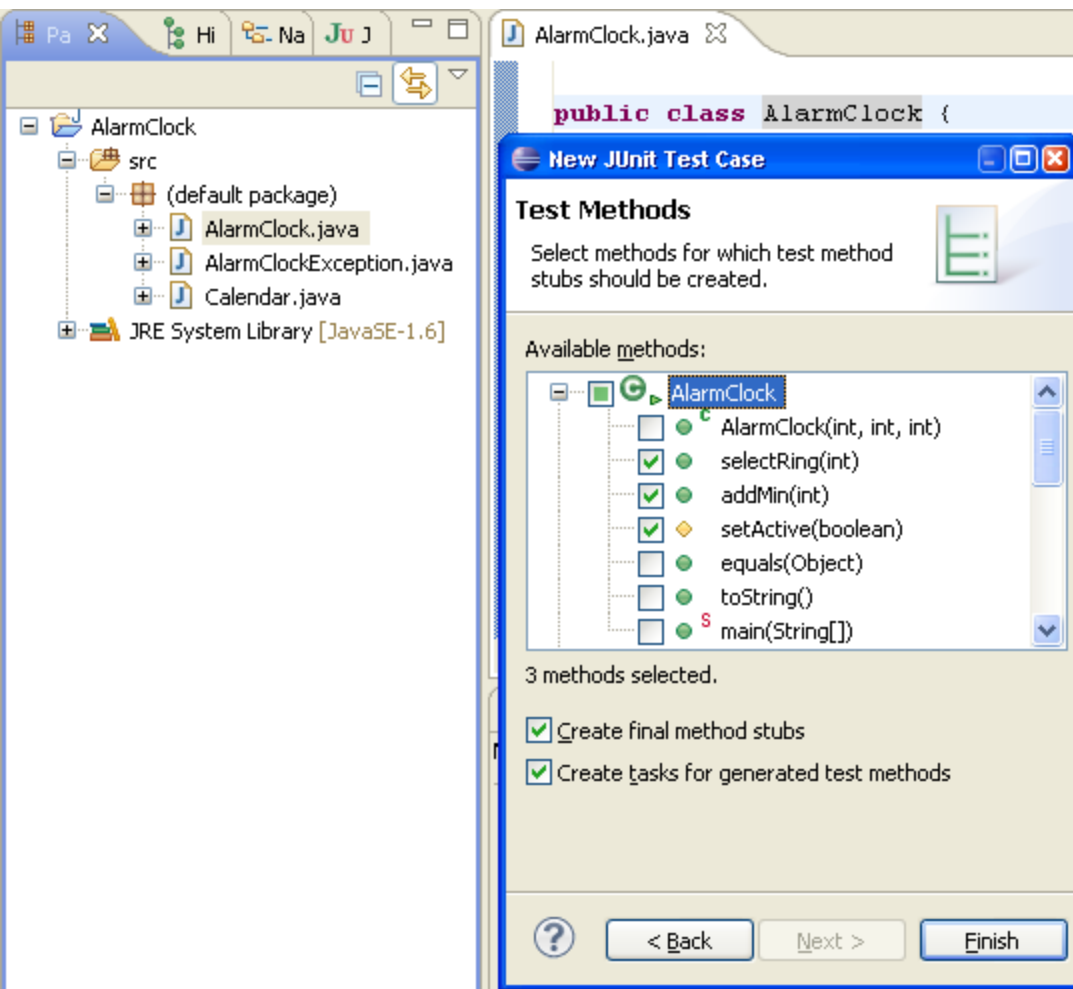 Pa
Hi
Na
Ju J
AlarmClock
src
(default package)
AlarmClock.java
AlarmClockException.java
Calendar.java
JRE System Library [JavaSE-1.6]
AlarmClock.java
public class AlarmClock {
New JUnit Test Case
Test Methods
Select methods for which test method
stubs should be created.
Available methods:
AlarmClock
AlarmClock(int, int, int)
selectRing(int)
addMin(int)
setActive(boolean)
equals(Object)
toString()
main(String[])
3 methods selected.
Create final method stubs
Create tasks for generated test methods
< Back
Next >
Finish